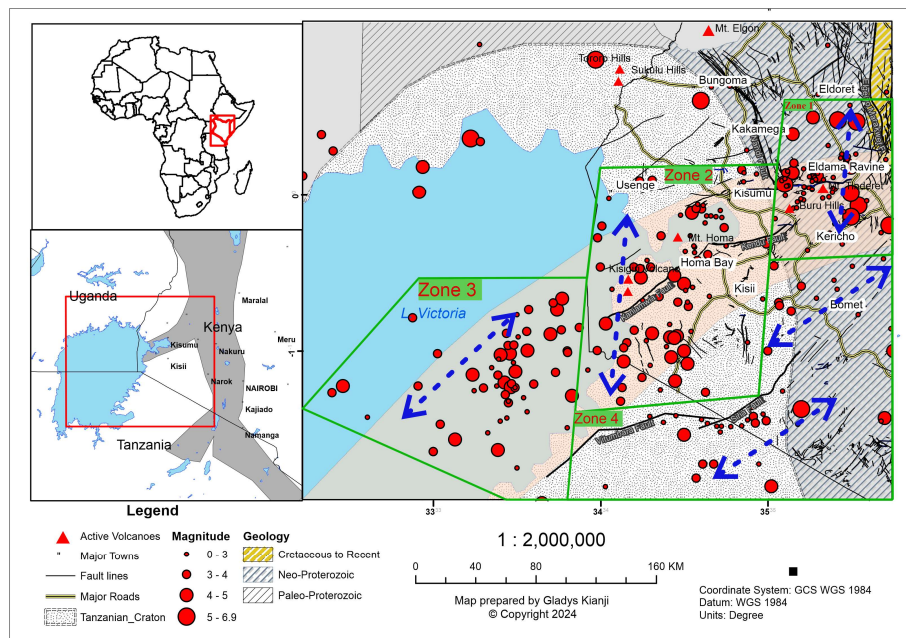 Mt. Elgon
Tororo Hills
Sukulu Hills
Bungoma
Eldoret
Zone 1
Kakamega
Eldama Ravine
Zone 2
Usenge
Kisumu
Buru Hills
Mt. Homa
Kericho
Homa Bay
Kisii
Bomet
Zone 3
L. Victoria
Zone 4
0
-1
Uganda
Maralal
Kenya
Meru
Kisumu
Nakuru
Kisii
Narok
NAIROBI
Kajiado
Namanga
Tanzania
Legend
Active Volcanoes
Major Towns
Fault lines
Major Roads
Tanzanian_Craton
Magnitude
0 - 3
3 - 4
4 - 5
5 - 6.9
Geology
Cretaceous to Recent
Neo-Proterozoic
Paleo-Proterozoic
1 : 2,000,000
0 40 80 120 160 KM
Map prepared by Gladys Kianji
© Copyright 2024
Coordinate System: GCS WGS 1984
Datum: WGS 1984
Units: Degree